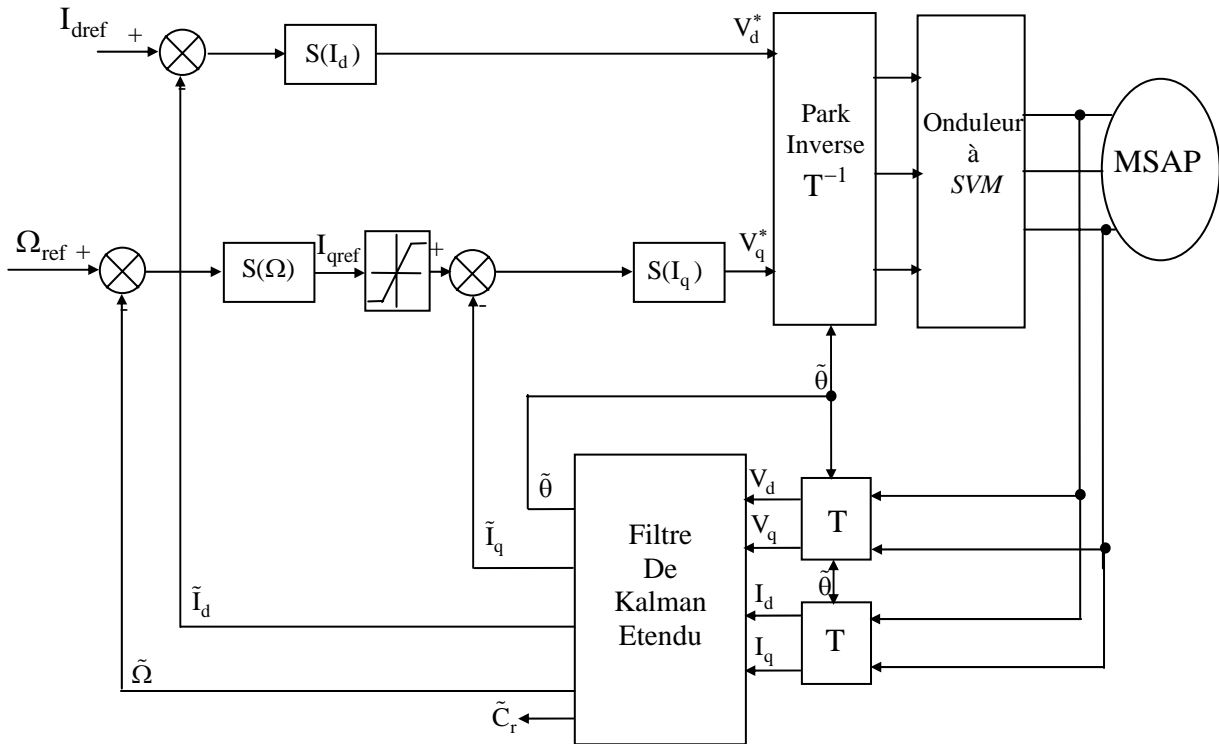 I_dref
+
-
S(I_d)
V_d^*
Park
Inverse
T^{-1}
Onduleur
à
SVM
MSAP
Ω_ref
+
-
S(Ω)
I_qref
+
-
S(I_q)
V_q^*
θ̃
θ̃
Ĩ_q
Ĩ_d
Ω̃
C̃_r
Filtre
De
Kalman
Etendu
V_d
V_q
T
θ̃
I_d
I_q
T